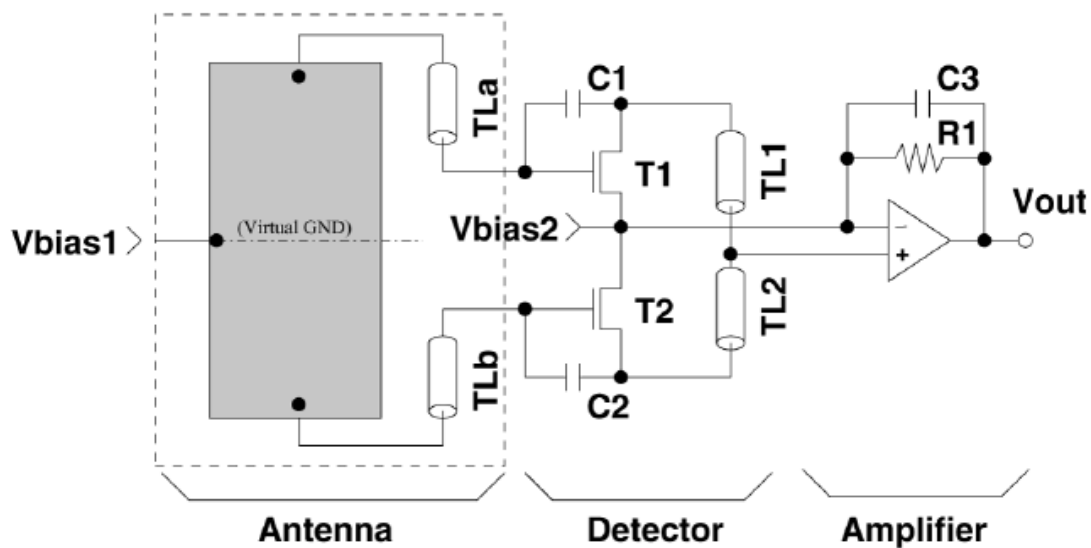 C1
C3
TLa
R1
T1
TL1
Vout
(Virtual GND)
Vbias1
Vbias2
−
+
T2
TL2
TLb
C2
Antenna
Detector
Amplifier